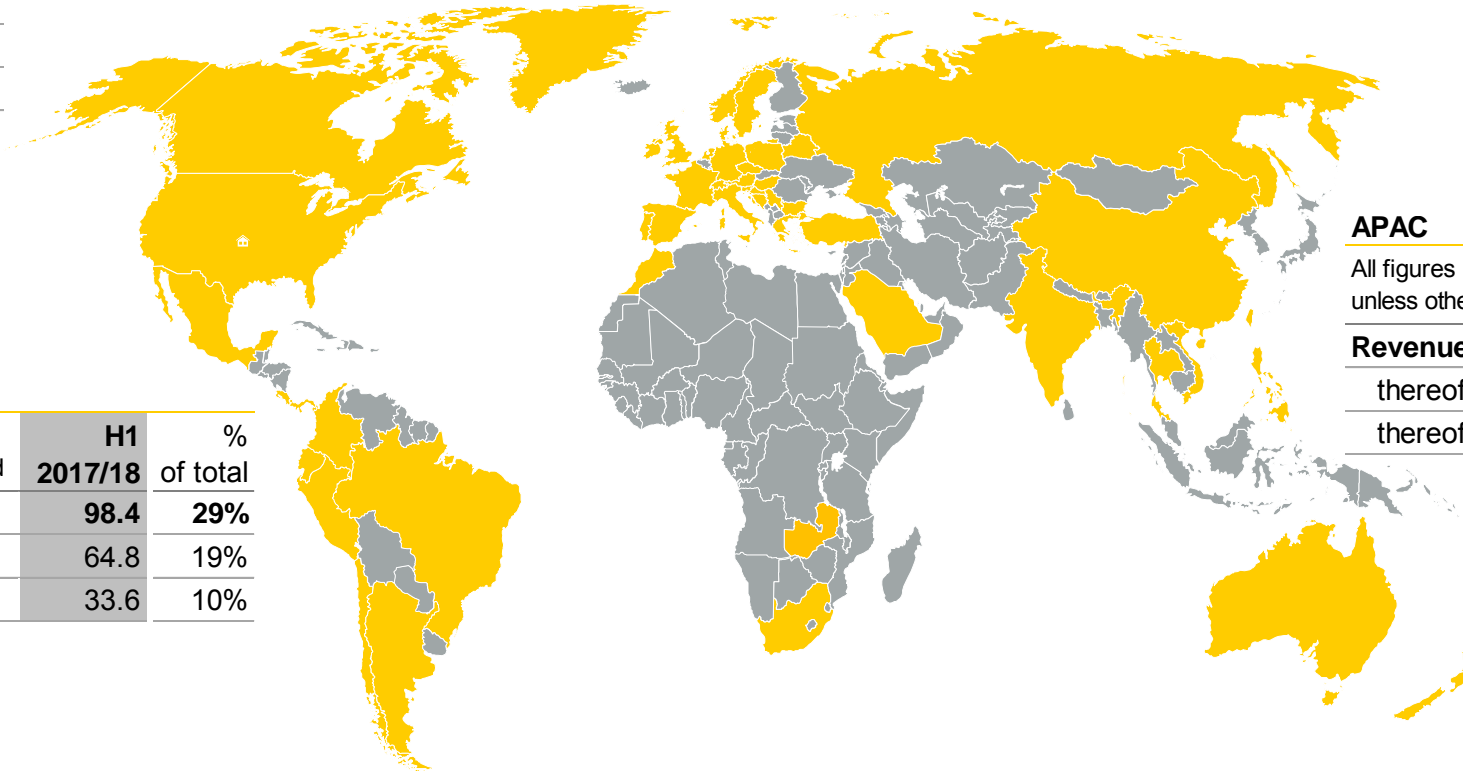 APAC
All figures
unless othe
Revenue
thereof
thereof
H1 %
d 2017/18 of total
98.4 29%
64.8 19%
33.6 10%